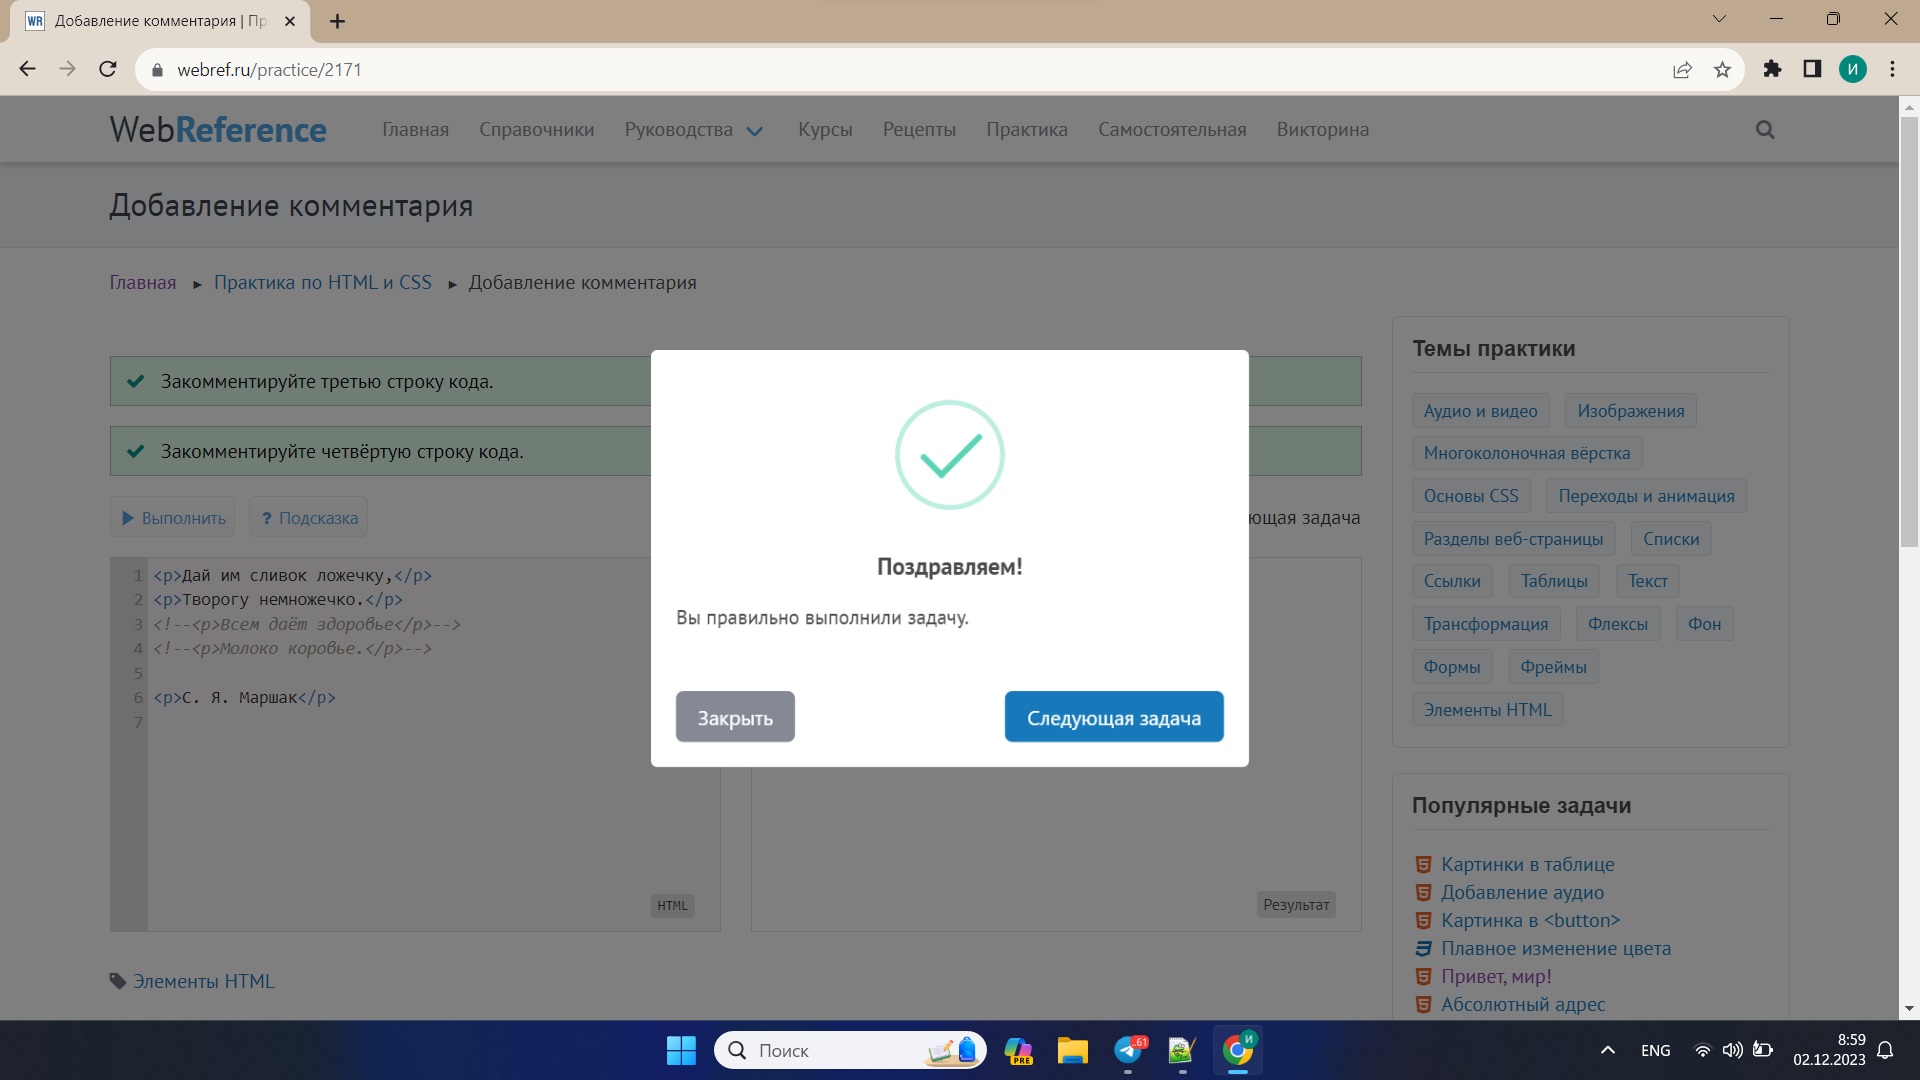 WR Добавление комментария | Пр
webref.ru/practice/2171
И
WebReference
Главная Справочники Руководства Курсы Рецепты Практика Самостоятельная Викторина
Добавление комментария
Главная ▸ Практика по HTML и CSS ▸ Добавление комментария
Закомментируйте третью строку кода.
Закомментируйте четвёртую строку кода.
Выполнить ? Подсказка
ющая задача
1 <p>Дай им сливок ложечку,</p>
2 <p>Творогу немножечко.</p>
3 <!--<p>Всем даёт здоровье</p>-->
4 <!--<p>Молоко коровье.</p>-->
5
6 <p>С. Я. Маршак</p>
7
HTML
Результат
Элементы HTML
Поздравляем!
Вы правильно выполнили задачу.
Закрыть Следующая задача
Темы практики
Аудио и видео Изображения
Многоколоночная вёрстка
Основы CSS Переходы и анимация
Разделы веб-страницы Списки
Ссылки Таблицы Текст
Трансформация Флексы Фон
Формы Фреймы
Элементы HTML
Популярные задачи
Картинки в таблице
Добавление аудио
Картинка в <button>
Плавное изменение цвета
Привет, мир!
Абсолютный адрес
Поиск
PRE
61
И
ENG
8:59
02.12.2023